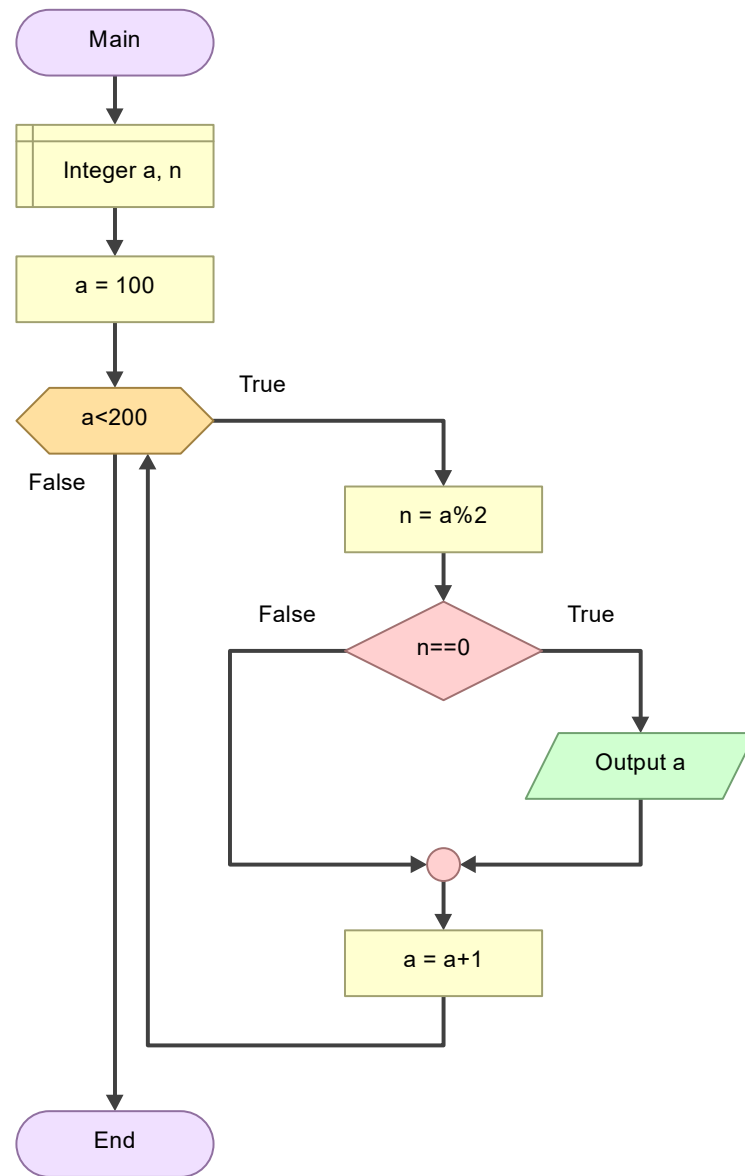 Main
Integer a, n
a = 100
a<200
True
False
n = a%2
False
n==0
True
Output a
a = a+1
End